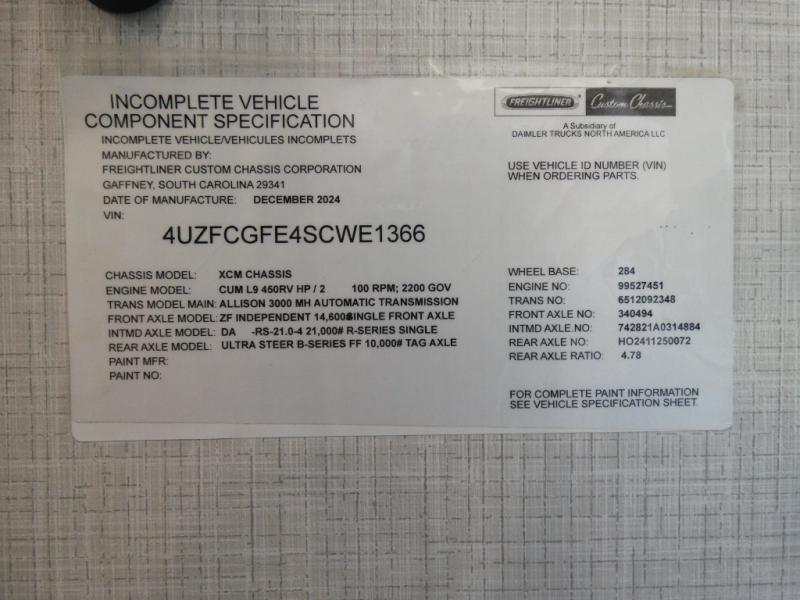 INCOMPLETE VEHICLE
COMPONENT SPECIFICATION
INCOMPLETE VEHICLE/VEHICULES INCOMPLETS
MANUFACTURED BY:
FREIGHTLINER CUSTOM CHASSIS CORPORATION
GAFFNEY, SOUTH CAROLINA 29341
DATE OF MANUFACTURE: DECEMBER 2024
VIN:
4UZFCGFE4SCWE1366
CHASSIS MODEL: XCM CHASSIS
ENGINE MODEL: CUM L9 450RV HP / 2 100 RPM; 2200 GOV
TRANS MODEL MAIN: ALLISON 3000 MH AUTOMATIC TRANSMISSION
FRONT AXLE MODEL: ZF INDEPENDENT 14,600# SINGLE FRONT AXLE
INTMD AXLE MODEL: DA -RS-21.0-4 21,000# R-SERIES SINGLE
REAR AXLE MODEL: ULTRA STEER B-SERIES FF 10,000# TAG AXLE
PAINT MFR:
PAINT NO:
FREIGHTLINER Custom Chassis
A Subsidiary of
DAIMLER TRUCKS NORTH AMERICA LLC
USE VEHICLE ID NUMBER (VIN)
WHEN ORDERING PARTS.
WHEEL BASE: 284
ENGINE NO: 99527451
TRANS NO: 6512092348
FRONT AXLE NO: 340494
INTMD AXLE.NO: 742821A0314884
REAR AXLE NO: HO2411250072
REAR AXLE RATIO: 4.78
FOR COMPLETE PAINT INFORMATION
SEE VEHICLE SPECIFICATION SHEET.